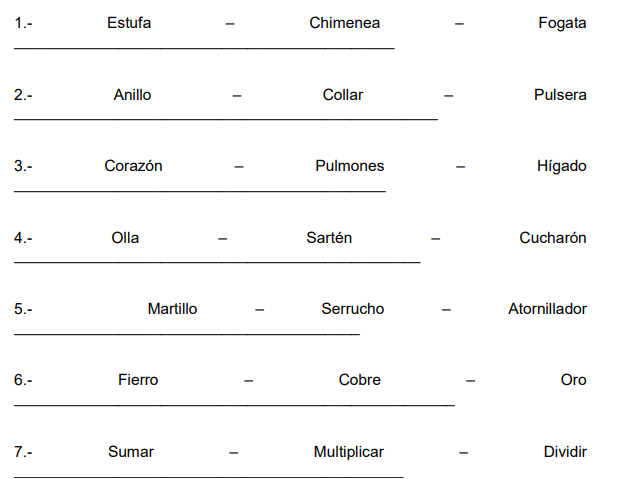 1.- Estufa – Chimenea – Fogata
2.- Anillo – Collar – Pulsera
3.- Corazón – Pulmones – Hígado
4.- Olla – Sartén – Cucharón
5.- Martillo – Serrucho – Atornillador
6.- Fierro – Cobre – Oro
7.- Sumar – Multiplicar – Dividir